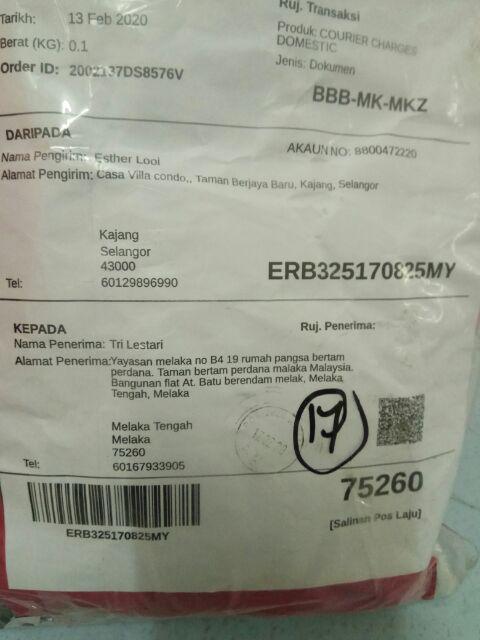 Tarikh: 13 Feb 2020
Berat (KG): 0.1
Order ID: 2002137DS8576V
Ruj. Transaksi
Produk: COURIER CHARGES
DOMESTIC
Jenis: Dokumen
BBB-MK-MKZ
DARIPADA
AKAUN NO: 8800472220
Nama Pengirim: Esther Looi
Alamat Pengirim: Casa Villa condo,, Taman Berjaya Baru, Kajang, Selangor
Kajang
Selangor
43000
Tel: 60129896990
ERB325170825MY
KEPADA
Ruj. Penerima:
Nama Penerima: Tri Lestari
Alamat Penerima:Yayasan melaka no B4 19 rumah pangsa bertam
perdana. Taman bertam perdana malaka Malaysia.
Bangunan flat At. Batu berendam melak, Melaka
Tengah, Melaka
Melaka Tengah
Melaka
75260
Tel: 60167933905
17
75260
[Salinan Pos Laju]
ERB325170825MY